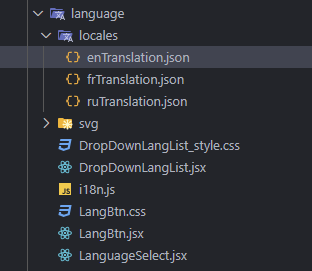 language
locales
{} enTranslation.json
{} frTranslation.json
{} ruTranslation.json
svg
DropDownLangList_style.css
DropDownLangList.jsx
JS i18n.js
LangBtn.css
LangBtn.jsx
LanguageSelect.jsx